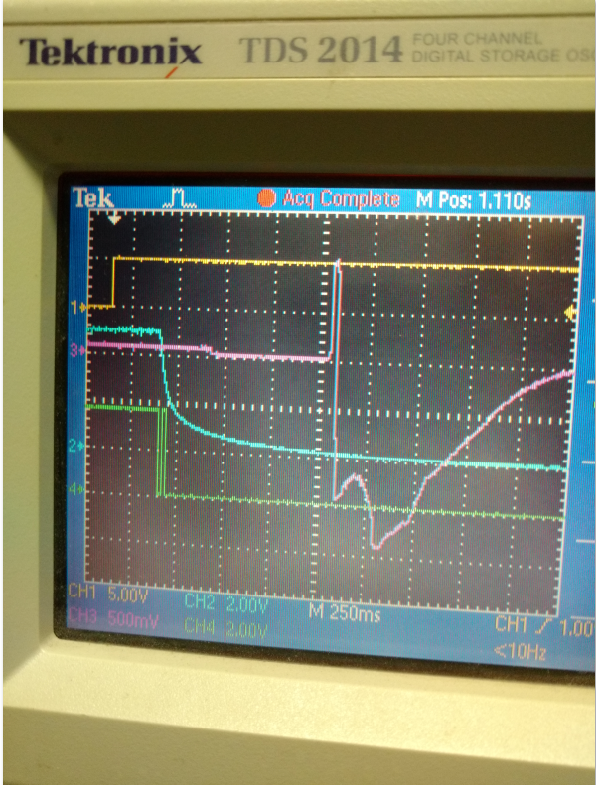 Tektronix TDS 2014 FOUR CHANNEL
DIGITAL STORAGE OSC
Tek Acq Complete M Pos: 1.110s
1
3
2
4
CH1 5.00V CH2 2.00V M 250ms CH1 1.00
CH3 500mV CH4 2.00V <10Hz